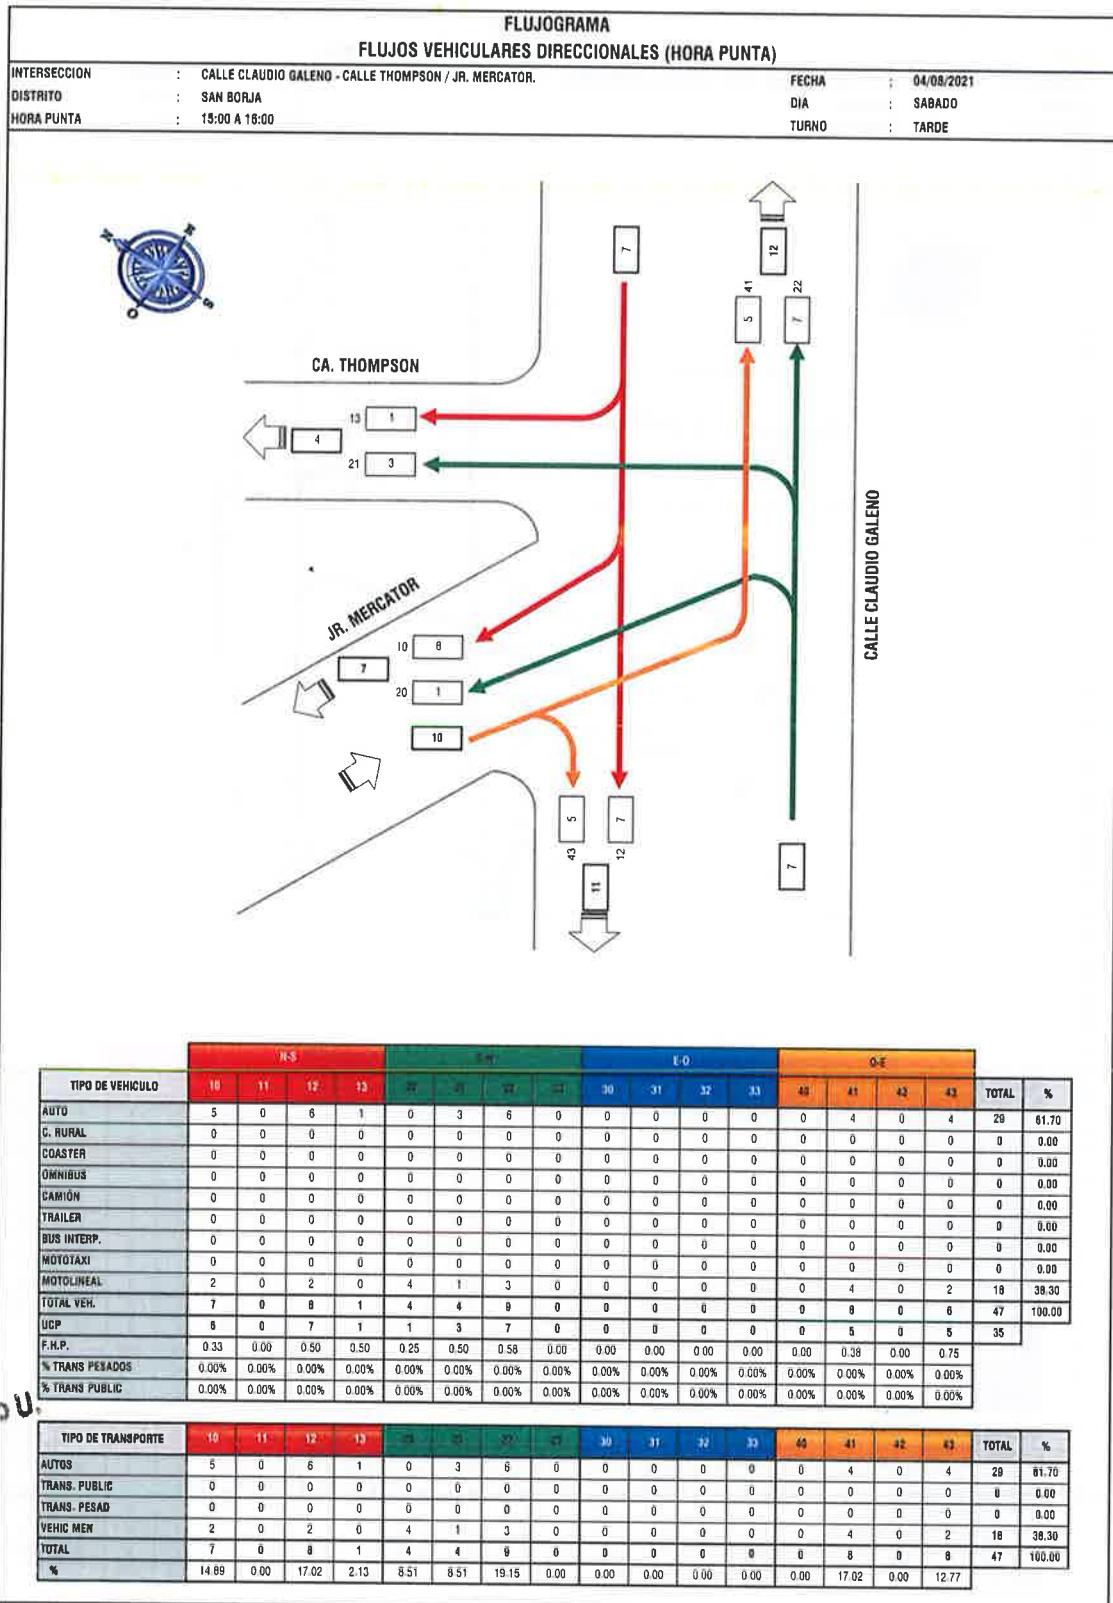 FLUJOGRAMA
FLUJOS VEHICULARES DIRECCIONALES (HORA PUNTA)
INTERSECCION : CALLE CLAUDIO GALENO - CALLE THOMPSON / JR. MERCATOR.
FECHA : 04/08/2021
DISTRITO : SAN BORJA
DIA : SABADO
HORA PUNTA : 15:00 A 16:00
TURNO : TARDE
N
E
O
S
7
12
41
22
5
7
CA. THOMPSON
13 1
4
21 3
CALLE CLAUDIO GALENO
JR. MERCATOR
10 6
7
20 1
10
5
7
43
12
7
11
N-S E-O O-E
TIPO DE VEHICULO 10 11 12 13 22 30 31 32 33 40 41 42 43 TOTAL %
AUTO 5 0 6 1 0 3 6 0 0 0 0 0 0 4 0 4 29 61.70
C. RURAL 0 0 0 0 0 0 0 0 0 0 0 0 0 0 0 0 0 0.00
COASTER 0 0 0 0 0 0 0 0 0 0 0 0 0 0 0 0 0 0.00
OMNIBUS 0 0 0 0 0 0 0 0 0 0 0 0 0 0 0 0 0 0.00
CAMIÓN 0 0 0 0 0 0 0 0 0 0 0 0 0 0 0 0 0 0.00
TRAILER 0 0 0 0 0 0 0 0 0 0 0 0 0 0 0 0 0 0.00
BUS INTERP. 0 0 0 0 0 0 0 0 0 0 0 0 0 0 0 0 0 0.00
MOTOTAXI 0 0 0 0 0 0 0 0 0 0 0 0 0 0 0 0 0 0.00
MOTOLINEAL 2 0 2 0 4 1 3 0 0 0 0 0 0 4 0 2 18 38.30
TOTAL VEH. 7 0 8 1 4 4 9 0 0 0 0 0 0 8 0 6 47 100.00
UCP 6 0 7 1 1 3 7 0 0 0 0 0 0 5 0 5 35
F.H.P. 0.33 0.00 0.50 0.50 0.25 0.50 0.58 0.00 0.00 0.00 0.00 0.00 0.00 0.38 0.00 0.75
% TRANS PESADOS 0.00% 0.00% 0.00% 0.00% 0.00% 0.00% 0.00% 0.00% 0.00% 0.00% 0.00% 0.00% 0.00% 0.00% 0.00% 0.00%
% TRANS PUBLIC 0.00% 0.00% 0.00% 0.00% 0.00% 0.00% 0.00% 0.00% 0.00% 0.00% 0.00% 0.00% 0.00% 0.00% 0.00% 0.00%
U.
TIPO DE TRANSPORTE 10 11 12 13 22 30 31 32 33 40 41 42 43 TOTAL %
AUTOS 5 0 6 1 0 3 6 0 0 0 0 0 0 4 0 4 29 61.70
TRANS. PUBLIC 0 0 0 0 0 0 0 0 0 0 0 0 0 0 0 0 0 0.00
TRANS. PESAD 0 0 0 0 0 0 0 0 0 0 0 0 0 0 0 0 0 0.00
VEHIC MEN 2 0 2 0 4 1 3 0 0 0 0 0 0 4 0 2 18 38.30
TOTAL 7 0 8 1 4 4 9 0 0 0 0 0 0 8 0 6 47 100.00
% 14.89 0.00 17.02 2.13 8.51 8.51 19.15 0.00 0.00 0.00 0.00 0.00 0.00 17.02 0.00 12.77